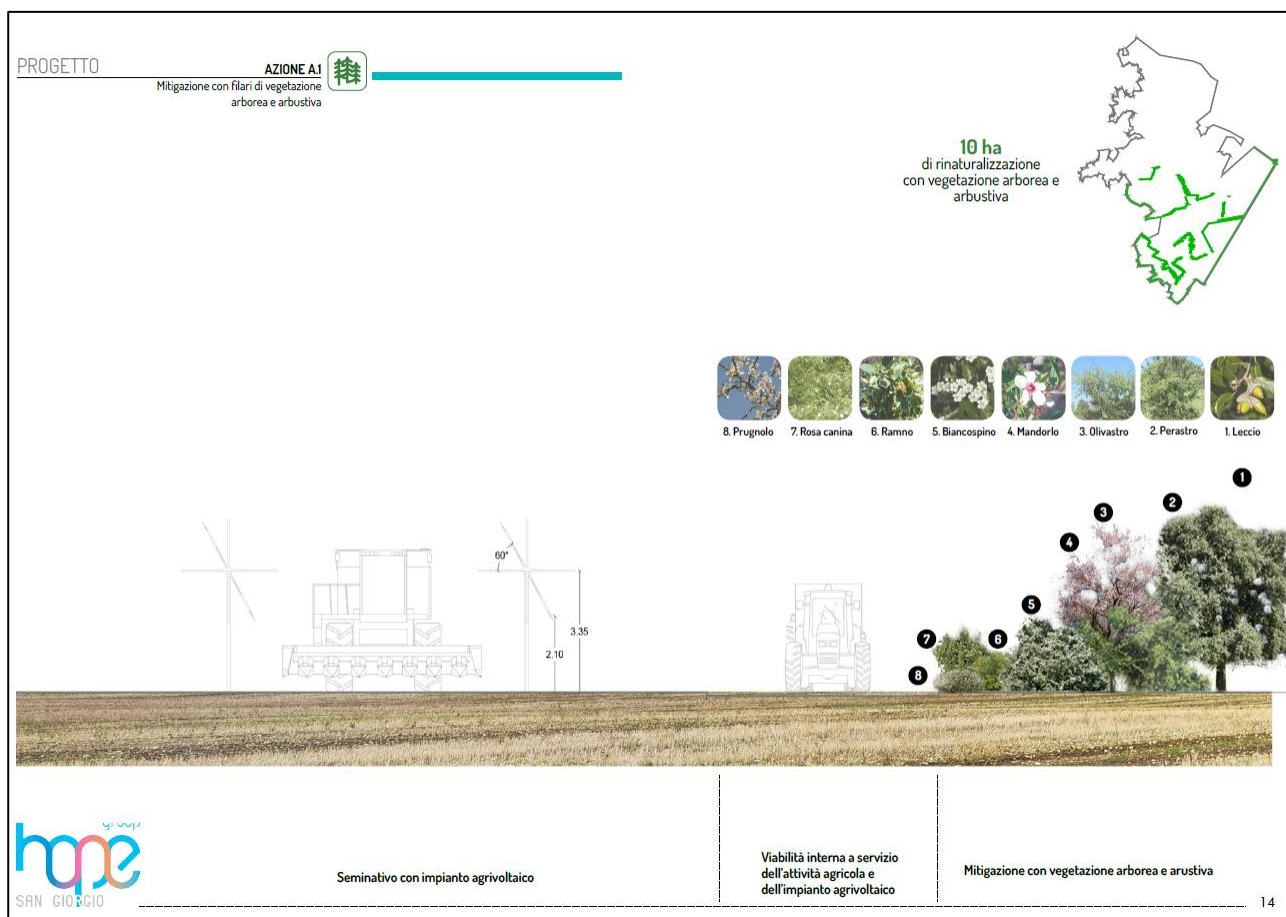 PROGETTO
AZIONE A.1
Mitigazione con filari di vegetazione
arborea e arbustiva
10 ha
di rinaturalizzazione
con vegetazione arborea e
arbustiva
8. Prugnolo
7. Rosa canina
6. Ramno
5. Biancospino
4. Mandorlo
3. Olivastro
2. Perastro
1. Leccio
1
2
3
4
60°
5
3.35
7
6
2.10
8
group
hope
SAN GIORGIO
Seminativo con impianto agrivoltaico
Viabilità interna a servizio
dell'attività agricola e
dell'impianto agrivoltaico
Mitigazione con vegetazione arborea e arustiva
14